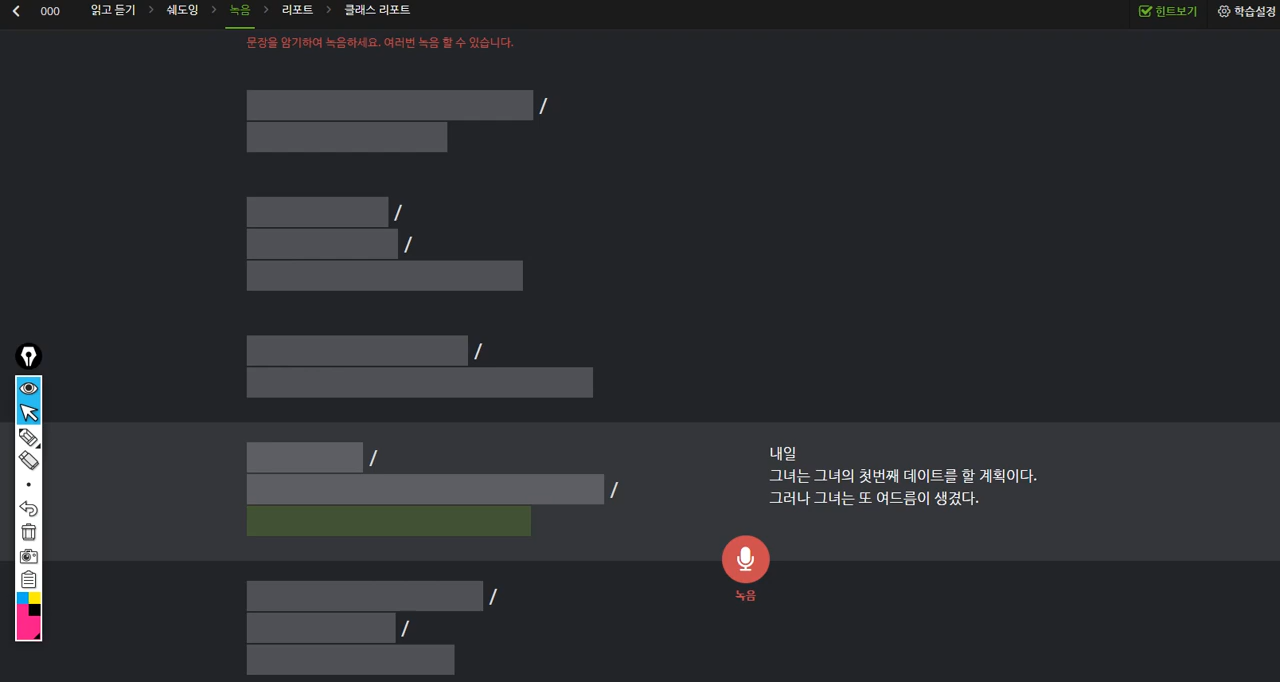 000 읽고 듣기 > 쉐도잉 > 녹음 > 리포트 > 클래스 리포트 힌트보기 학습설정
문장을 암기하여 녹음하세요. 여러번 녹음 할 수 있습니다.
/
/
/
/
/
내일
/
그녀는 그녀의 첫번째 데이트를 할 계획이다.
그러나 그녀는 또 여드름이 생겼다.
녹음
/
/